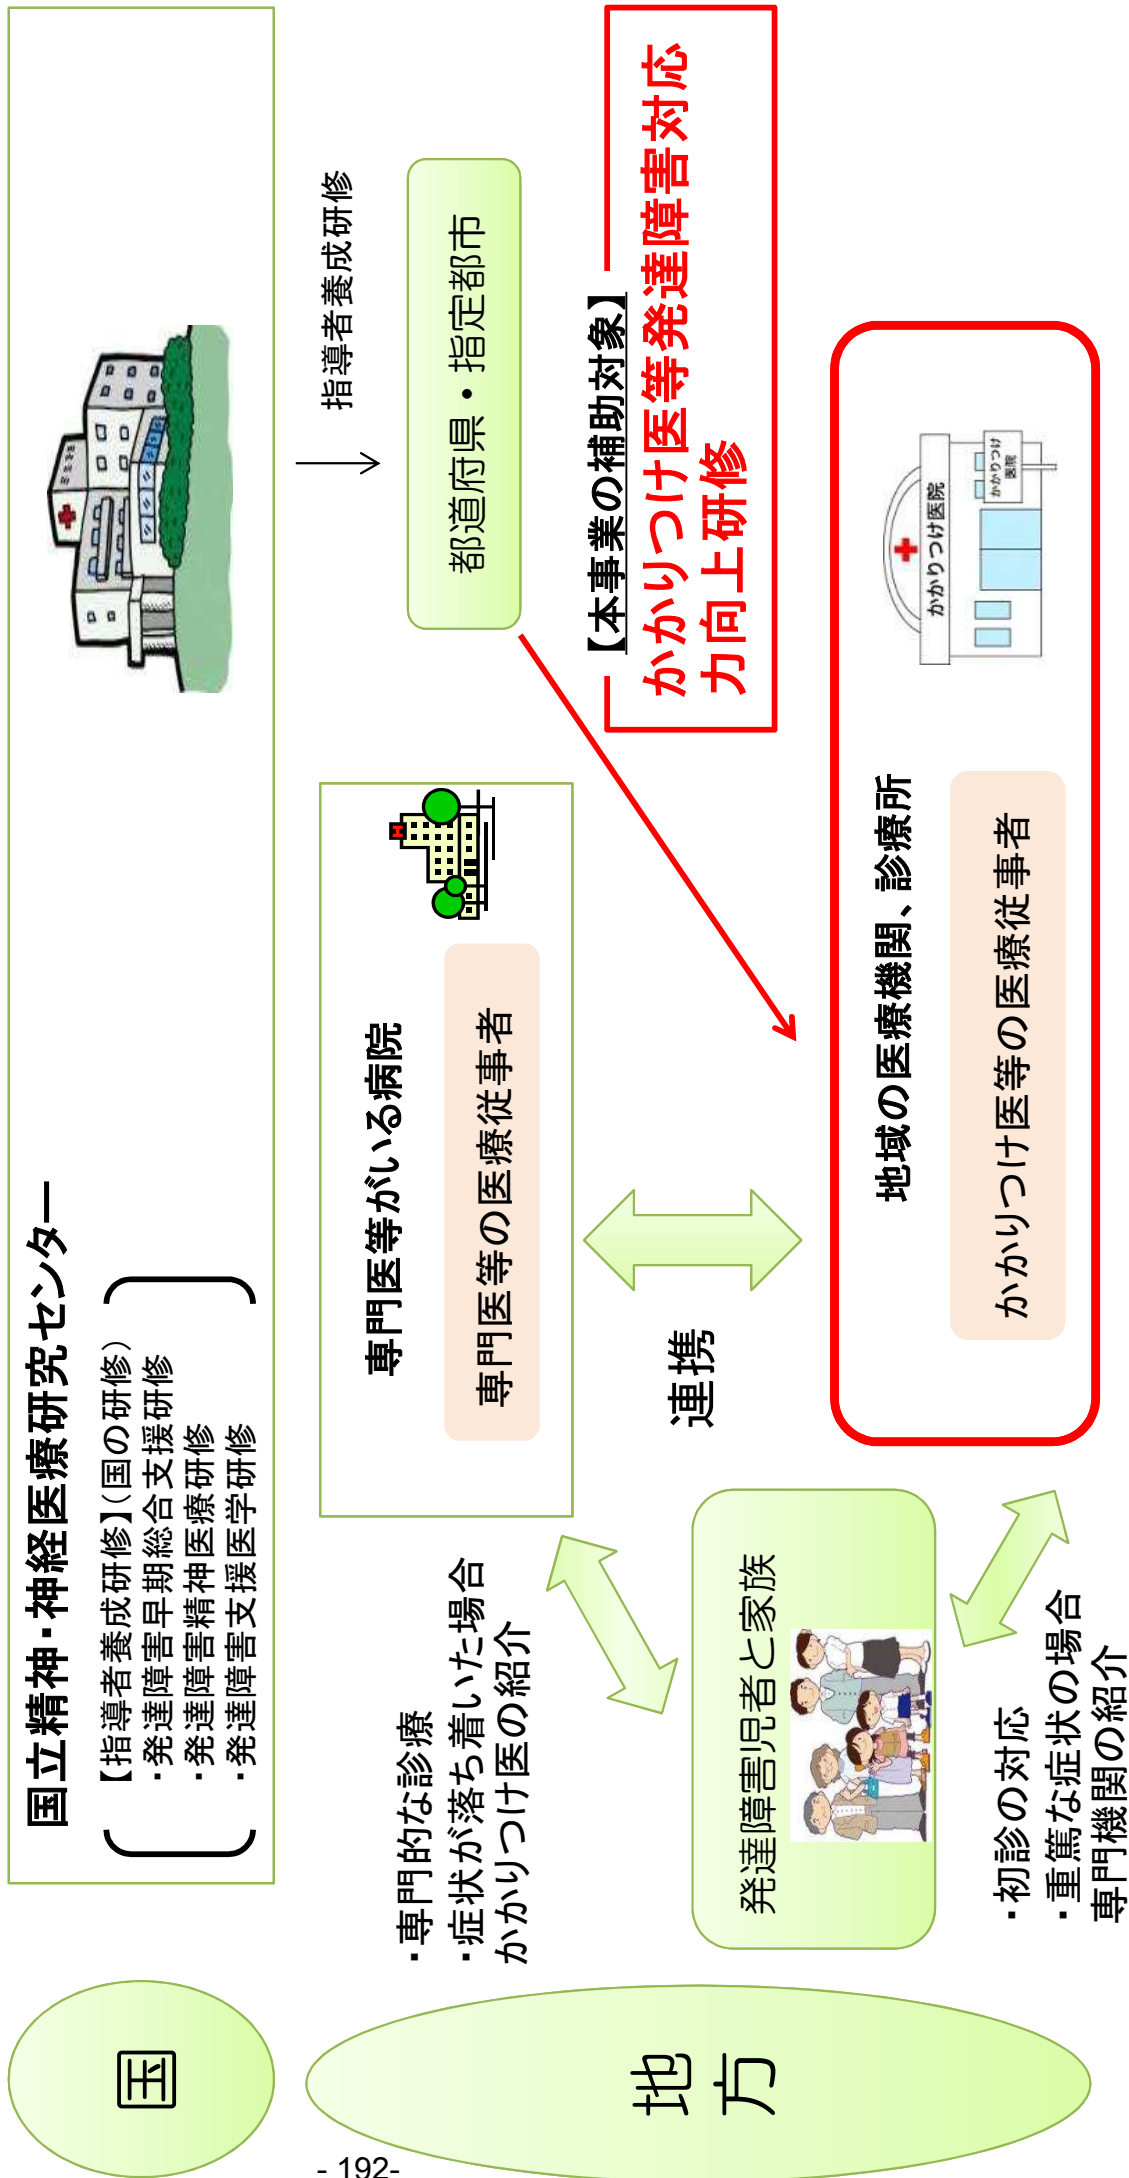 国
国立精神・神経医療研究センター
【指導者養成研修】（国の研修）
・発達障害早期総合支援研修
・発達障害精神医療研修
・発達障害支援医学研修
指導者養成研修
都道府県・指定都市
地方
専門医等がいる病院
専門医等の医療従事者
H
・専門的な診療
・症状が落ち着いた場合
かかりつけ医の紹介
【本事業の補助対象】
かかりつけ医等発達障害対応
力向上研修
連携
発達障害児者と家族
地域の医療機関、診療所
かかりつけ医等の医療従事者
かかりつけ医院
かかりつけ
医院
・初診の対応
・重篤な症状の場合
専門機関の紹介
- 192-